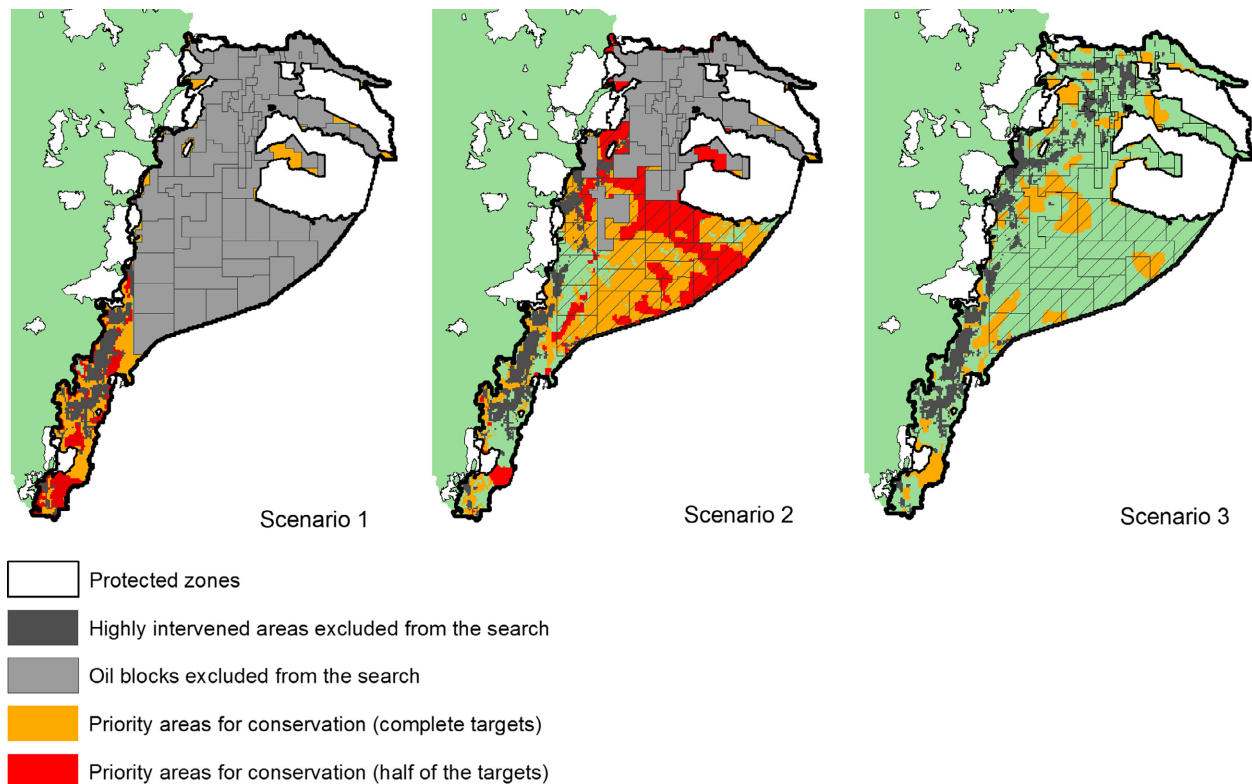 Scenario 1
Scenario 2
Scenario 3
Protected zones
Highly intervened areas excluded from the search
Oil blocks excluded from the search
Priority areas for conservation (complete targets)
Priority areas for conservation (half of the targets)